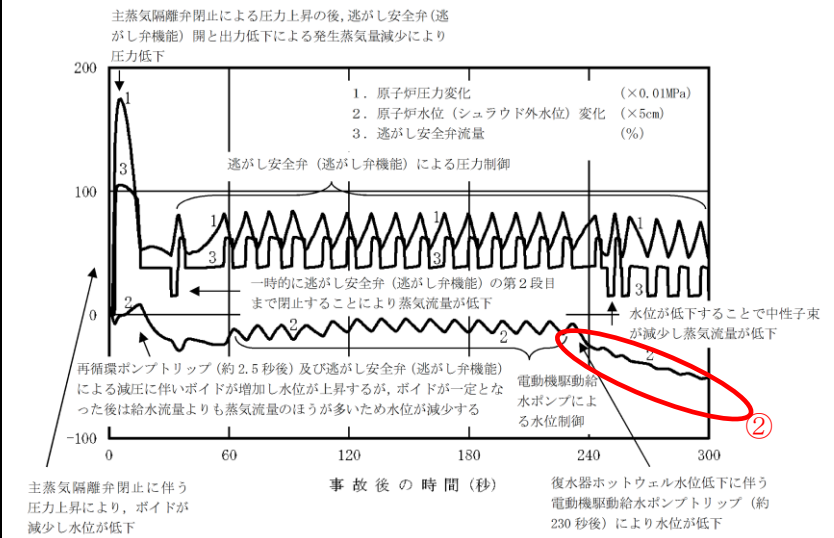 主蒸気隔離弁閉止による圧力上昇の後,逃がし安全弁(逃
がし弁機能)開と出力低下による発生蒸気量減少により
圧力低下
200
1
1.原子炉圧力変化 (×0.01MPa)
2.原子炉水位(シュラウド外水位)変化 (×5cm)
3.逃がし安全弁流量 (%)
3
逃がし安全弁(逃がし弁機能)による圧力制御
100
1
1
1
3
3
3
一時的に逃がし安全弁(逃がし弁機能)の第2段目
まで閉止することにより蒸気流量が低下
2
0
水位が低下することで中性子束
が減少し蒸気流量が低下
2
2
2
再循環ポンプトリップ(約2.5秒後)及び逃がし安全弁(逃がし弁機能)
による減圧に伴いボイドが増加し水位が上昇するが,ボイドが一定とな
った後は給水流量よりも蒸気流量のほうが多いため水位が減少する
電動機駆動給
水ポンプによ
る水位制御
②
-100
0 60 120 180 240 300
事故後の時間(秒)
主蒸気隔離弁閉止に伴う
圧力上昇により,ボイドが
減少し水位が低下
復水器ホットウェル水位低下に伴う
電動機駆動給水ポンプトリップ(約
230秒後)により水位が低下